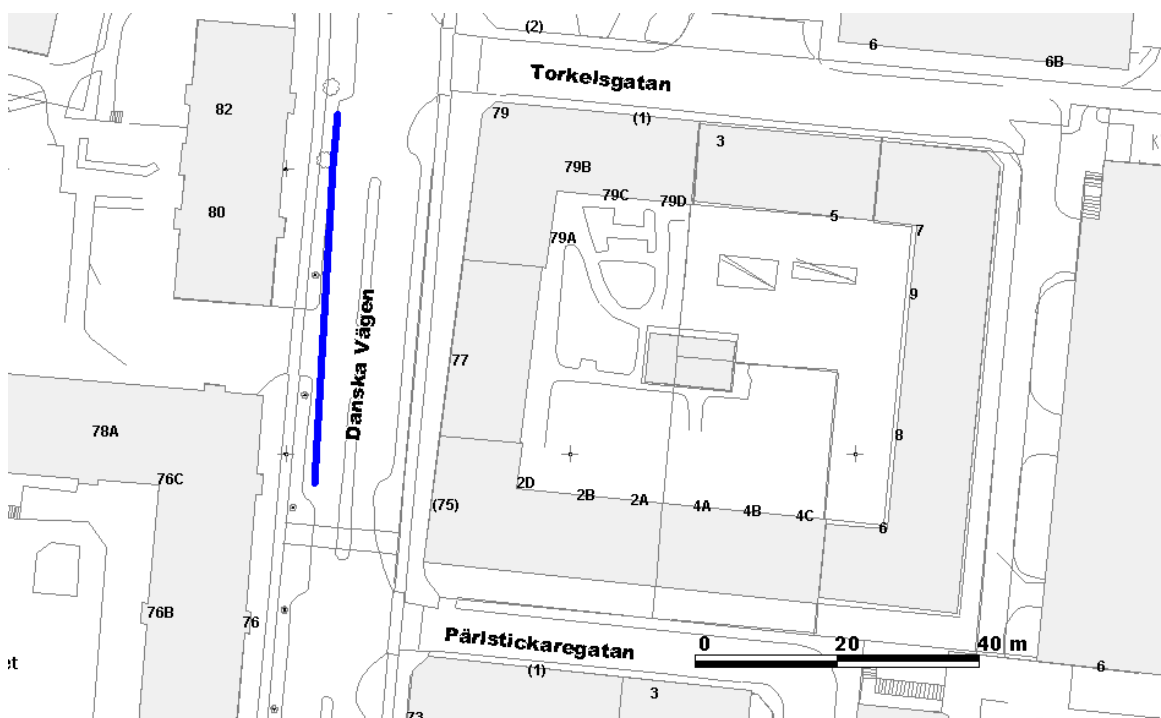 (2)
6
6B
Torkelsgatan
82
79
(1)
3
K
79B
79C
79D
80
5
7
79A
9
Danska Vägen
77
78A
8
76C
2D
2B
2A
4A
4B
4C
(75)
6
76B
76
Pärlstickaregatan
0 20 40 m
et
(1)
3
6
73